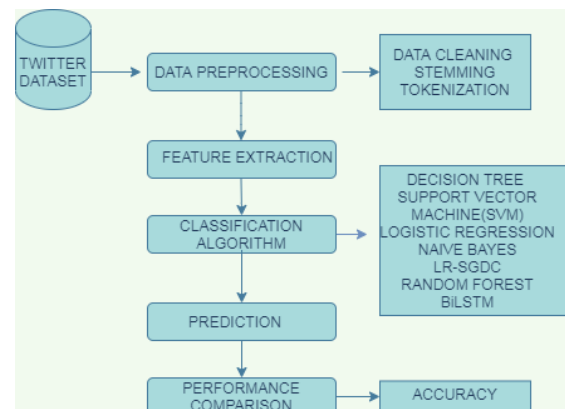 TWITTER
DATASET
DATA PREPROCESSING
DATA CLEANING
STEMMING
TOKENIZATION
FEATURE EXTRACTION
CLASSIFICATION
ALGORITHM
DECISION TREE
SUPPORT VECTOR
MACHINE(SVM)
LOGISTIC REGRESSION
NAIVE BAYES
LR-SGDC
RANDOM FOREST
BiLSTM
PREDICTION
PERFORMANCE
COMPARISON
ACCURACY